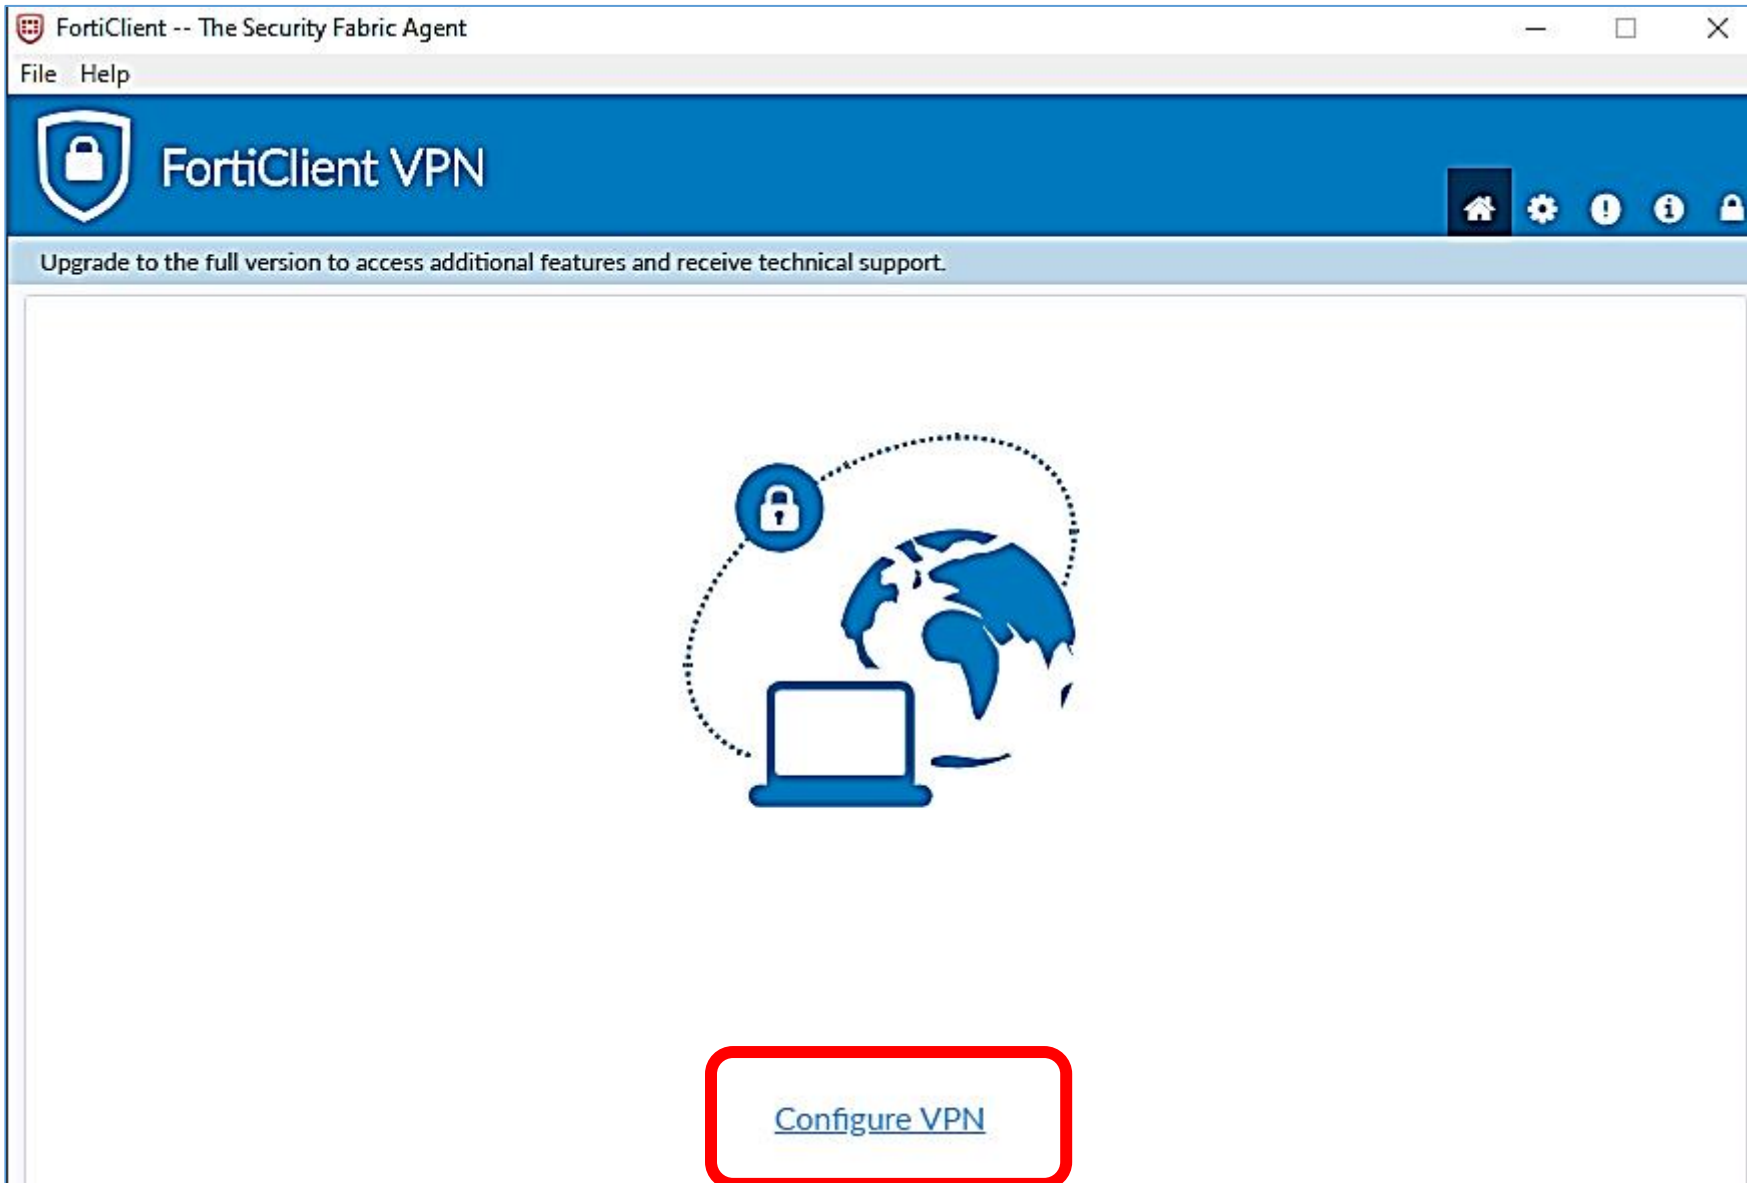 FortiClient -- The Security Fabric Agent
File Help
FortiClient VPN
Upgrade to the full version to access additional features and receive technical support.
Configure VPN